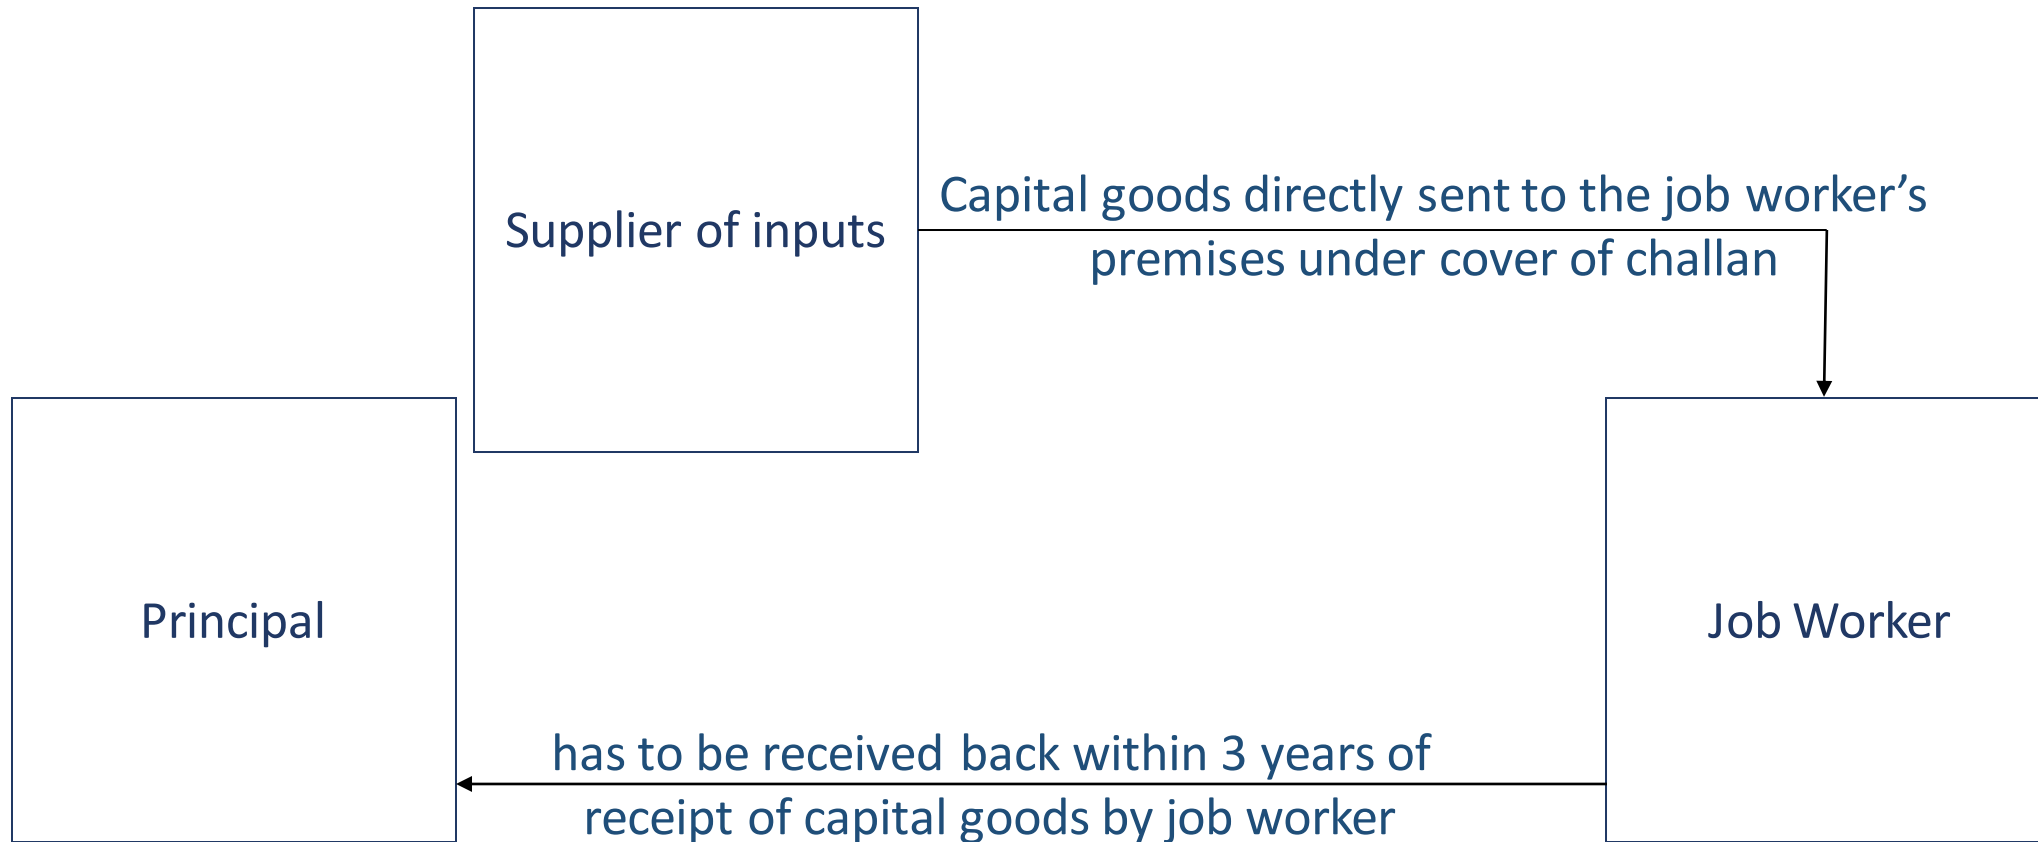 Supplier of inputs
Capital goods directly sent to the job worker’s
premises under cover of challan
Principal
Job Worker
has to be received back within 3 years of
receipt of capital goods by job worker